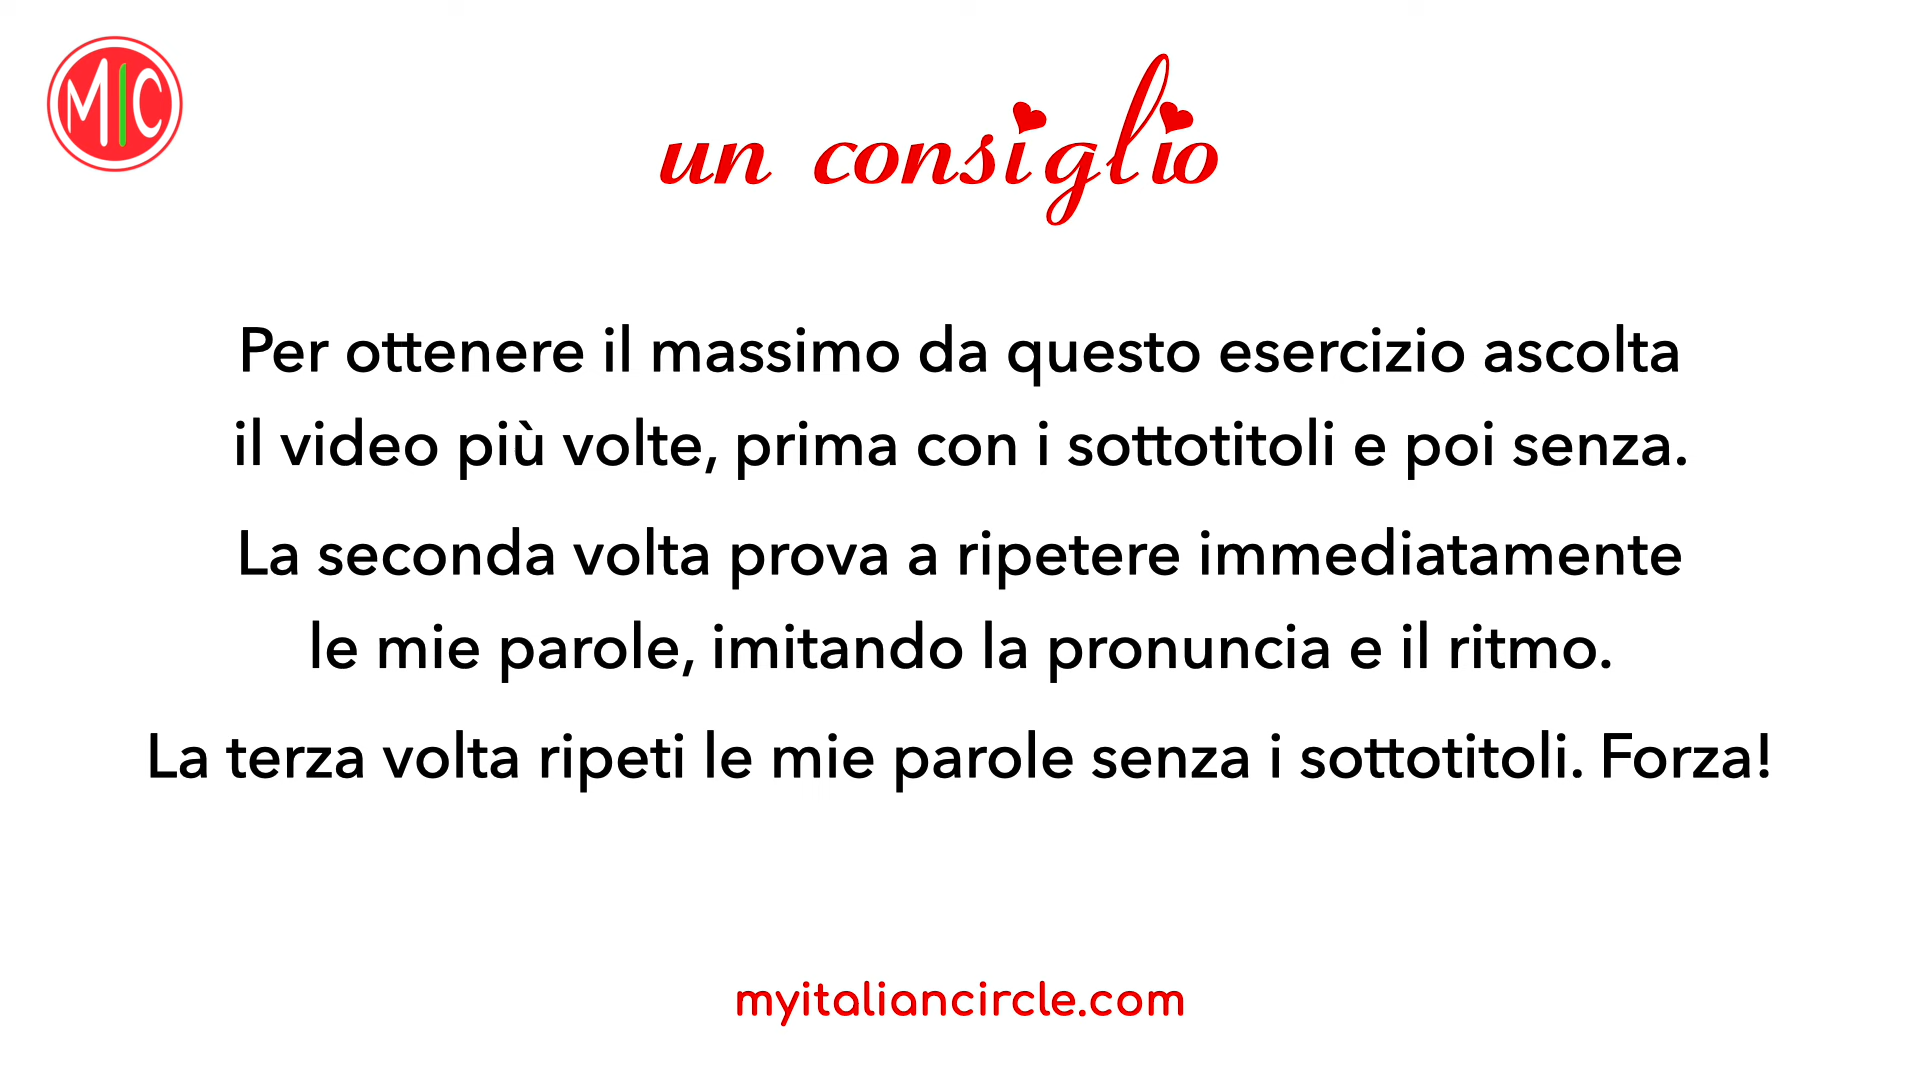 MIC
un consiglio
Per ottenere il massimo da questo esercizio ascolta
il video più volte, prima con i sottotitoli e poi senza.
La seconda volta prova a ripetere immediatamente
le mie parole, imitando la pronuncia e il ritmo.
La terza volta ripeti le mie parole senza i sottotitoli. Forza!
myitaliancircle.com